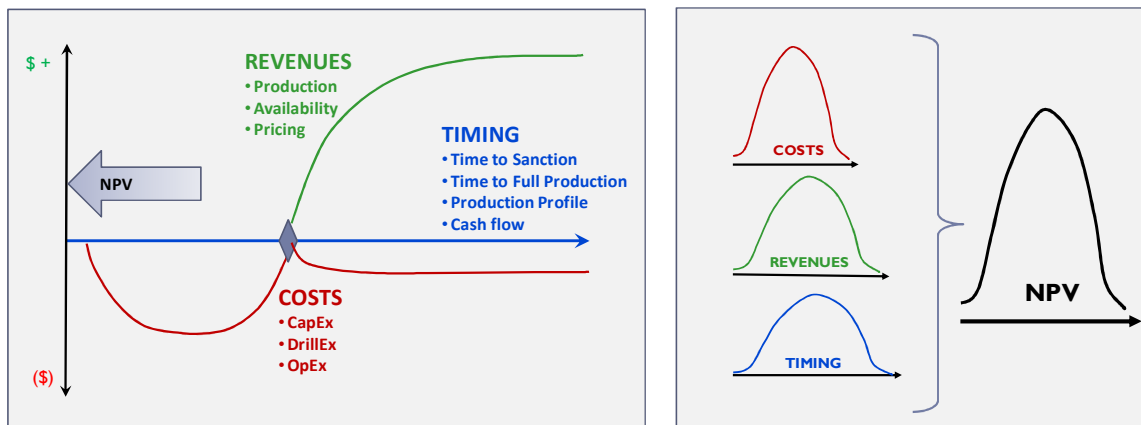 $ +
REVENUES
• Production
• Availability
• Pricing
TIMING
• Time to Sanction
• Time to Full Production
• Production Profile
• Cash flow
NPV
COSTS
• CapEx
• DrillEx
• OpEx
($)
COSTS
REVENUES
TIMING
NPV